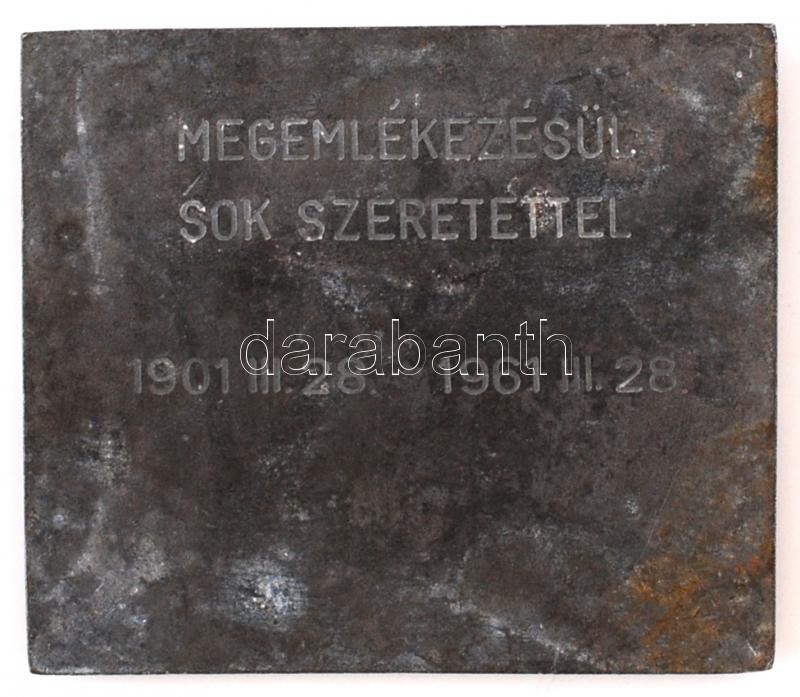 MEGEMLÉKEZÉSÜL
SOK SZERETETTEL
darabanth
1901 III. 28. 1961 III. 28.